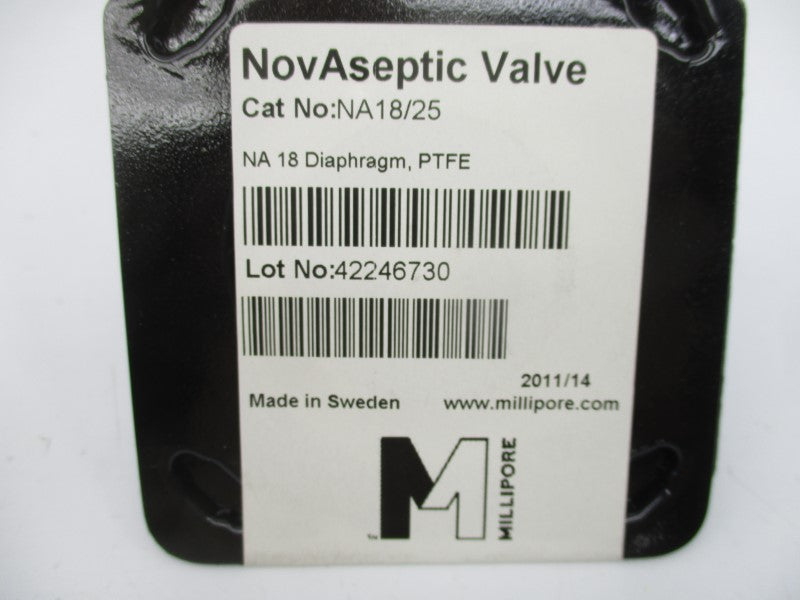 NovAseptic Valve
Cat No:NA18/25
NA 18 Diaphragm, PTFE
Lot No:42246730
2011/14
Made in Sweden www.millipore.com
MILLIPORE
TM